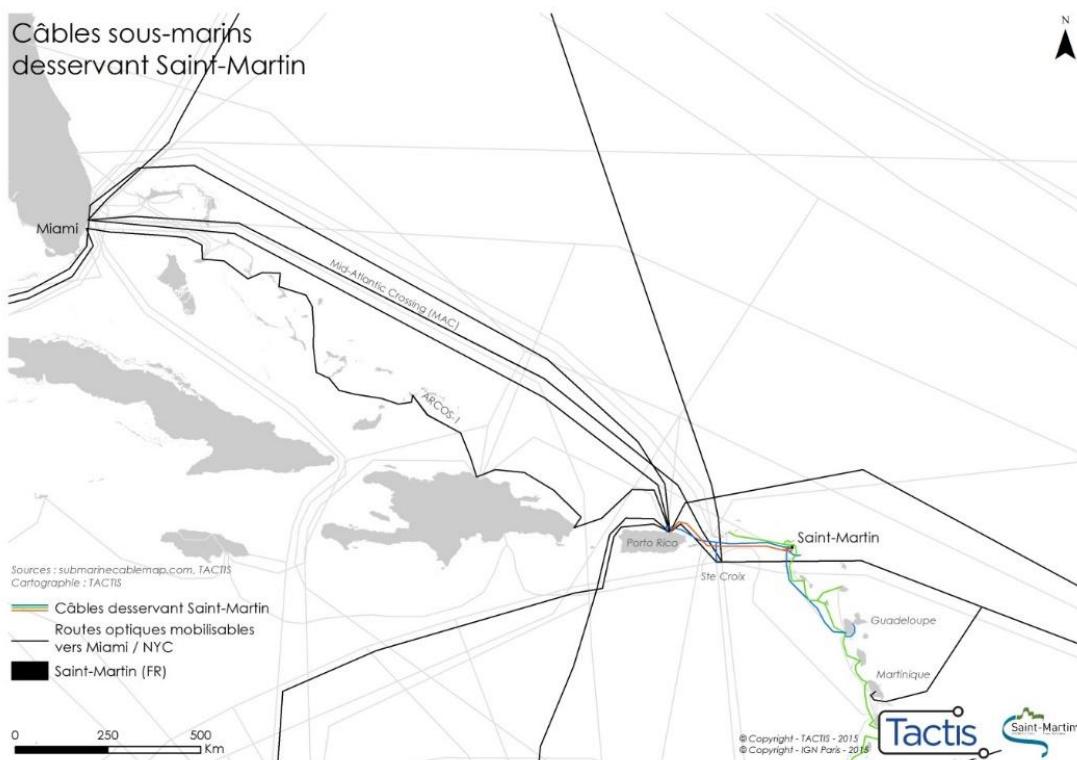 Câbles sous-marins
desservant Saint-Martin
N
Miami
Mid-Atlantic Crossing (MAC)
ARCOS-1
Porto Rico
Saint-Martin
Ste Croix
Guadeloupe
Martinique
Sources : submarinecablemap.com, TACTIS
Cartographie : TACTIS
Câbles desservant Saint-Martin
Routes optiques mobilisables
vers Miami / NYC
Saint-Martin (FR)
0 250 500
Km
© Copyright - TACTIS - 2015
© Copyright - IGN Paris - 2015
Tactis
Saint-Martin